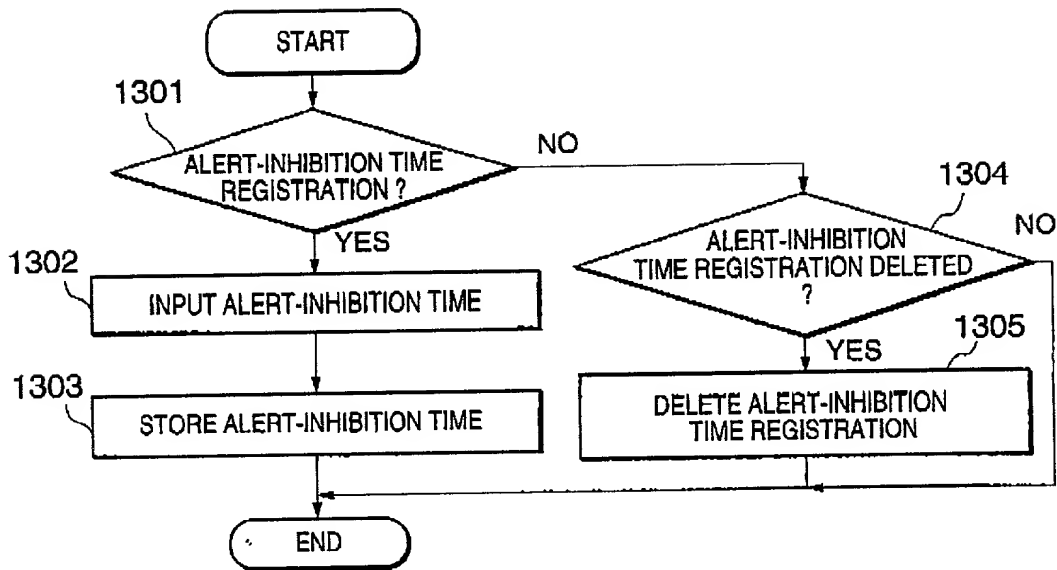 START
1301
ALERT-INHIBITION TIME
REGISTRATION ?
NO
YES
1302
INPUT ALERT-INHIBITION TIME
1303
STORE ALERT-INHIBITION TIME
1304
ALERT-INHIBITION
TIME REGISTRATION DELETED
?
NO
YES
1305
DELETE ALERT-INHIBITION
TIME REGISTRATION
END